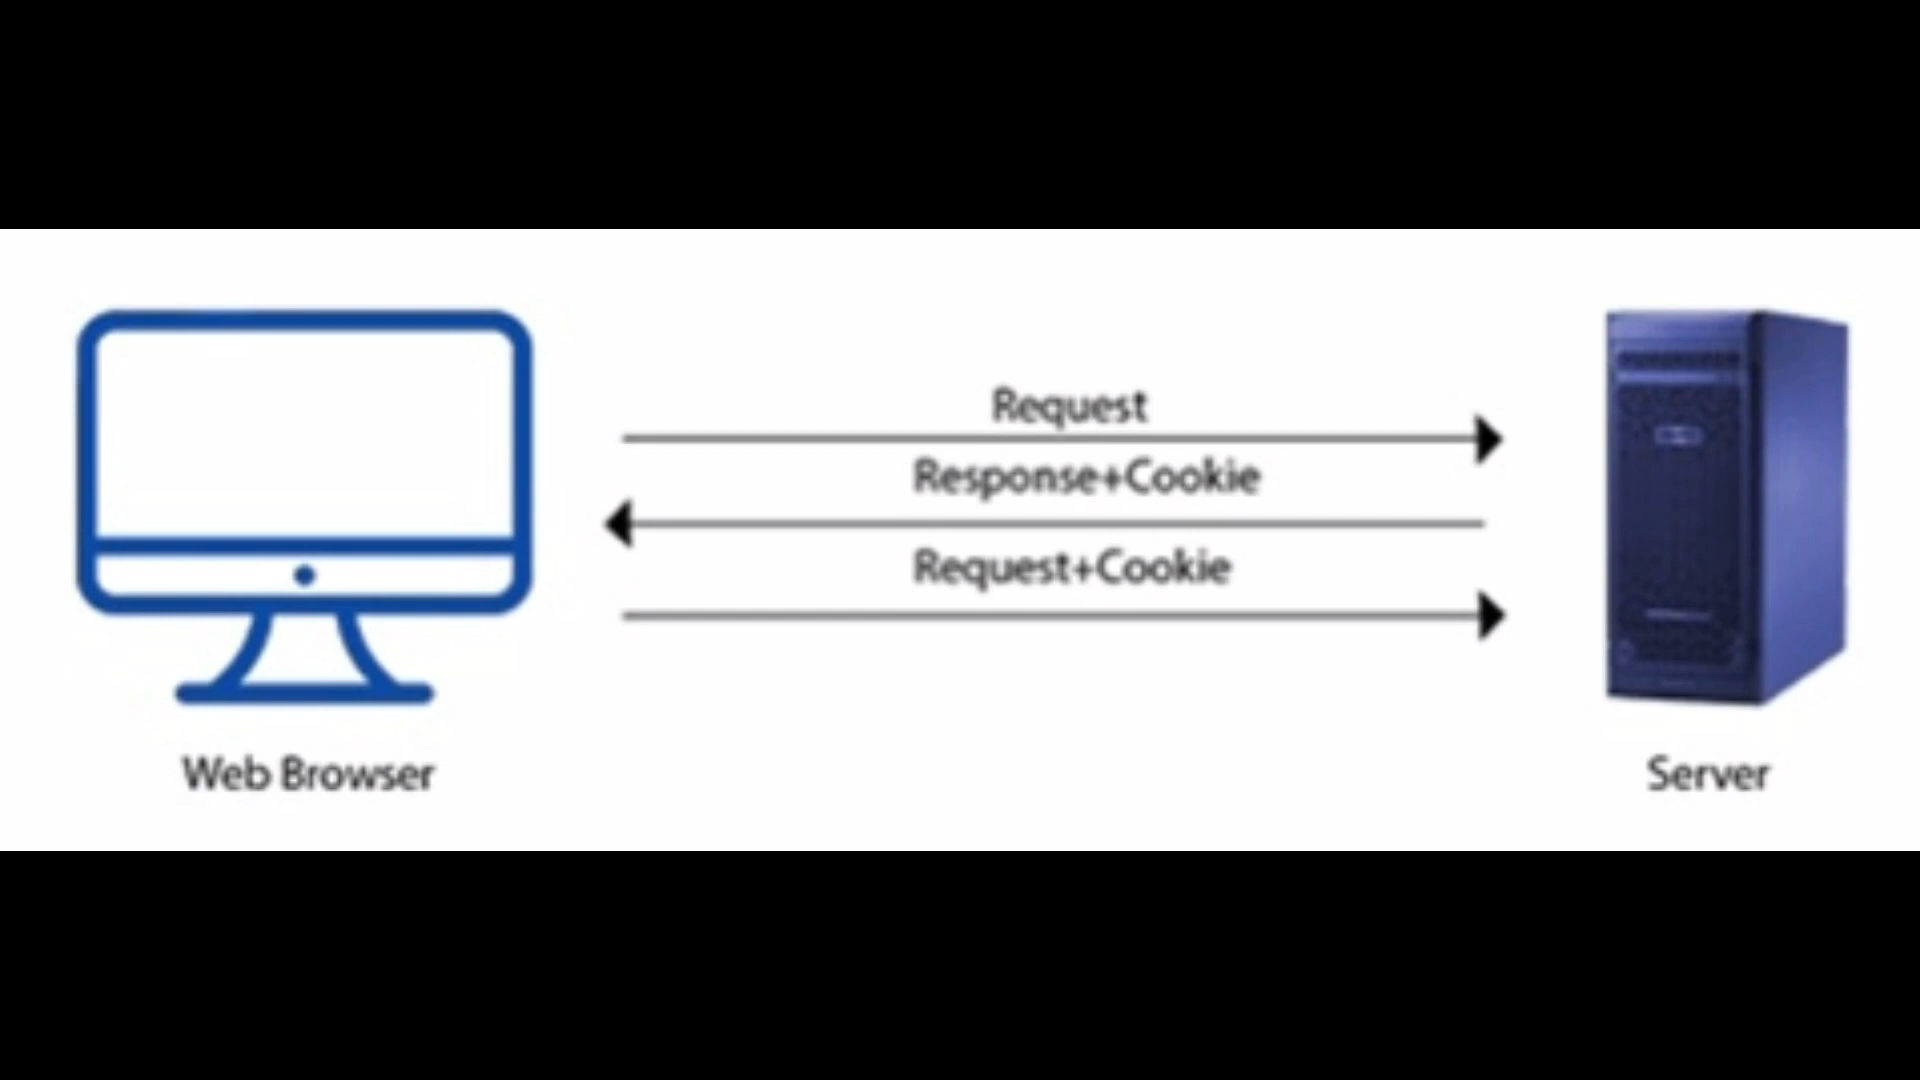 Request
Response+Cookie
Request+Cookie
Web Browser
Server